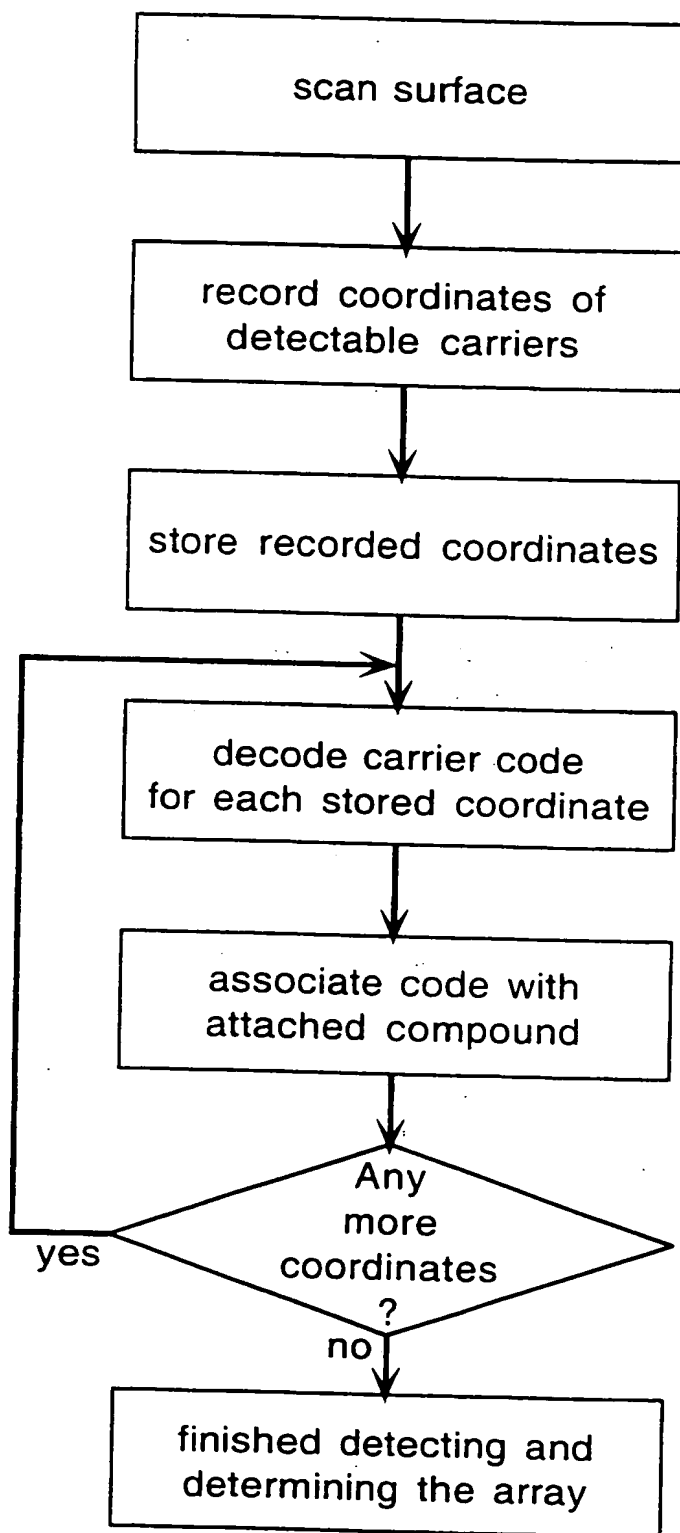 scan surface
record coordinates of
detectable carriers
store recorded coordinates
decode carrier code
for each stored coordinate
associate code with
attached compound
Any
more
coordinates
?
yes
no
finished detecting and
determining the array